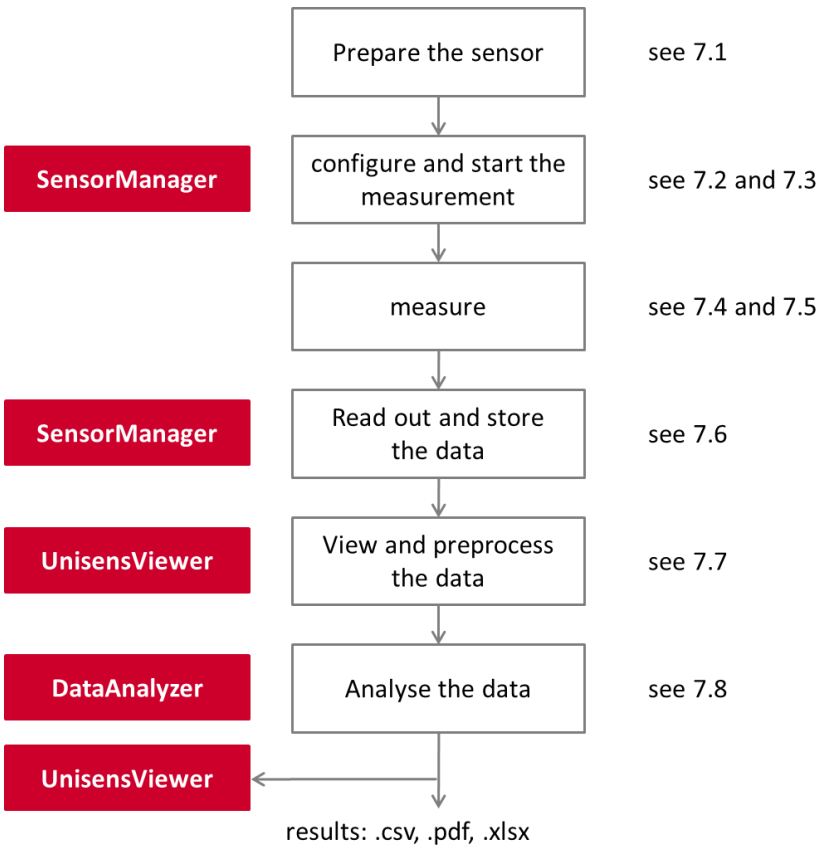 Prepare the sensor
see 7.1
SensorManager
configure and start the
measurement
see 7.2 and 7.3
measure
see 7.4 and 7.5
SensorManager
Read out and store
the data
see 7.6
UnisensViewer
View and preprocess
the data
see 7.7
DataAnalyzer
Analyse the data
see 7.8
UnisensViewer
results: .csv, .pdf, .xlsx